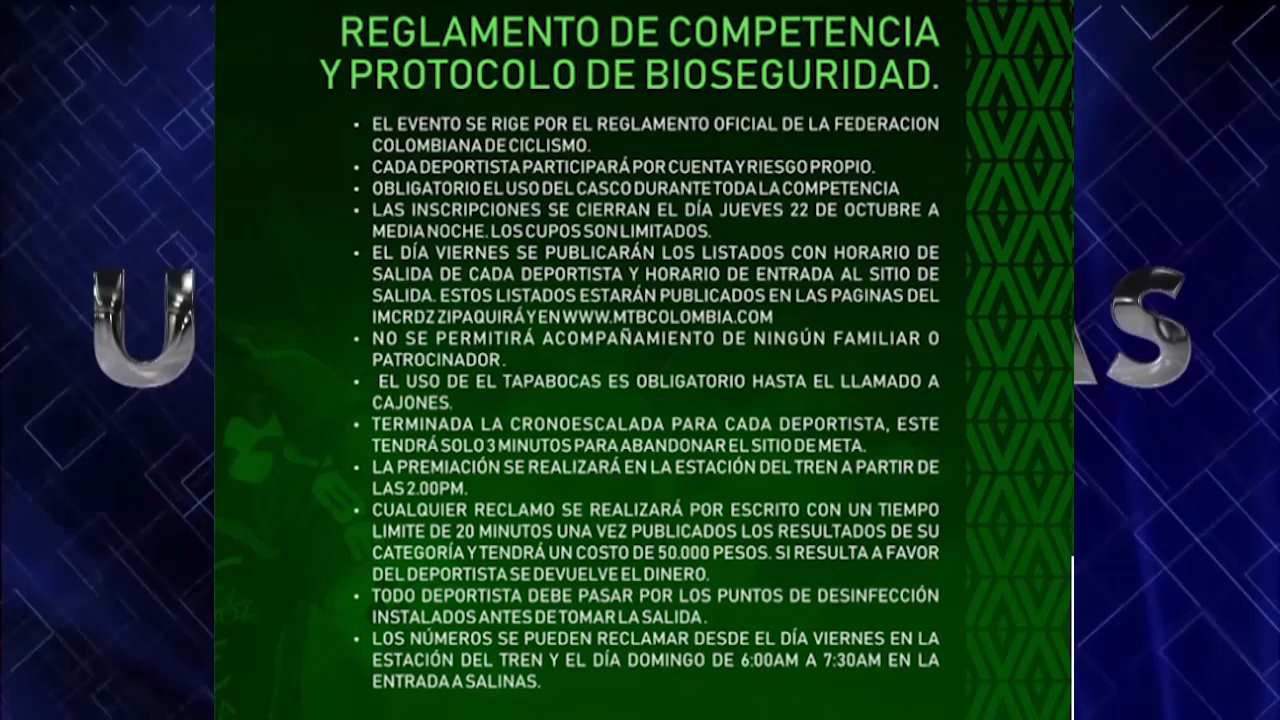 REGLAMENTO DE COMPETENCIA
Y PROTOCOLO DE BIOSEGURIDAD.
• EL EVENTO SE RIGE POR EL REGLAMENTO OFICIAL DE LA FEDERACION
COLOMBIANA DE CICLISMO.
• CADA DEPORTISTA PARTICIPARÁ POR CUENTA Y RIESGO PROPIO.
• OBLIGATORIO EL USO DEL CASCO DURANTE TODA LA COMPETENCIA
• LAS INSCRIPCIONES SE CIERRAN EL DÍA JUEVES 22 DE OCTUBRE A
MEDIA NOCHE. LOS CUPOS SON LIMITADOS.
• EL DÍA VIERNES SE PUBLICARÁN LOS LISTADOS CON HORARIO DE
SALIDA DE CADA DEPORTISTA Y HORARIO DE ENTRADA AL SITIO DE
SALIDA. ESTOS LISTADOS ESTARÁN PUBLICADOS EN LAS PAGINAS DEL
IMCRDZ ZIPAQUIRÁ Y EN WWW.MTBCOLOMBIA.COM
• NO SE PERMITIRÁ ACOMPAÑAMIENTO DE NINGÚN FAMILIAR O
PATROCINADOR.
• EL USO DE EL TAPABOCAS ES OBLIGATORIO HASTA EL LLAMADO A
CAJONES.
• TERMINADA LA CRONOESCALADA PARA CADA DEPORTISTA, ESTE
TENDRÁ SOLO 3 MINUTOS PARA ABANDONAR EL SITIO DE META.
• LA PREMIACIÓN SE REALIZARÁ EN LA ESTACIÓN DEL TREN A PARTIR DE
LAS 2.00PM.
• CUALQUIER RECLAMO SE REALIZARÁ POR ESCRITO CON UN TIEMPO
LIMITE DE 20 MINUTOS UNA VEZ PUBLICADOS LOS RESULTADOS DE SU
CATEGORÍA Y TENDRÁ UN COSTO DE 50.000 PESOS. SI RESULTA A FAVOR
DEL DEPORTISTA SE DEVUELVE EL DINERO.
• TODO DEPORTISTA DEBE PASAR POR LOS PUNTOS DE DESINFECCIÓN
INSTALADOS ANTES DE TOMAR LA SALIDA.
• LOS NÚMEROS SE PUEDEN RECLAMAR DESDE EL DÍA VIERNES EN LA
ESTACIÓN DEL TREN Y EL DÍA DOMINGO DE 6:00AM A 7:30AM EN LA
ENTRADA A SALINAS.
U
AS